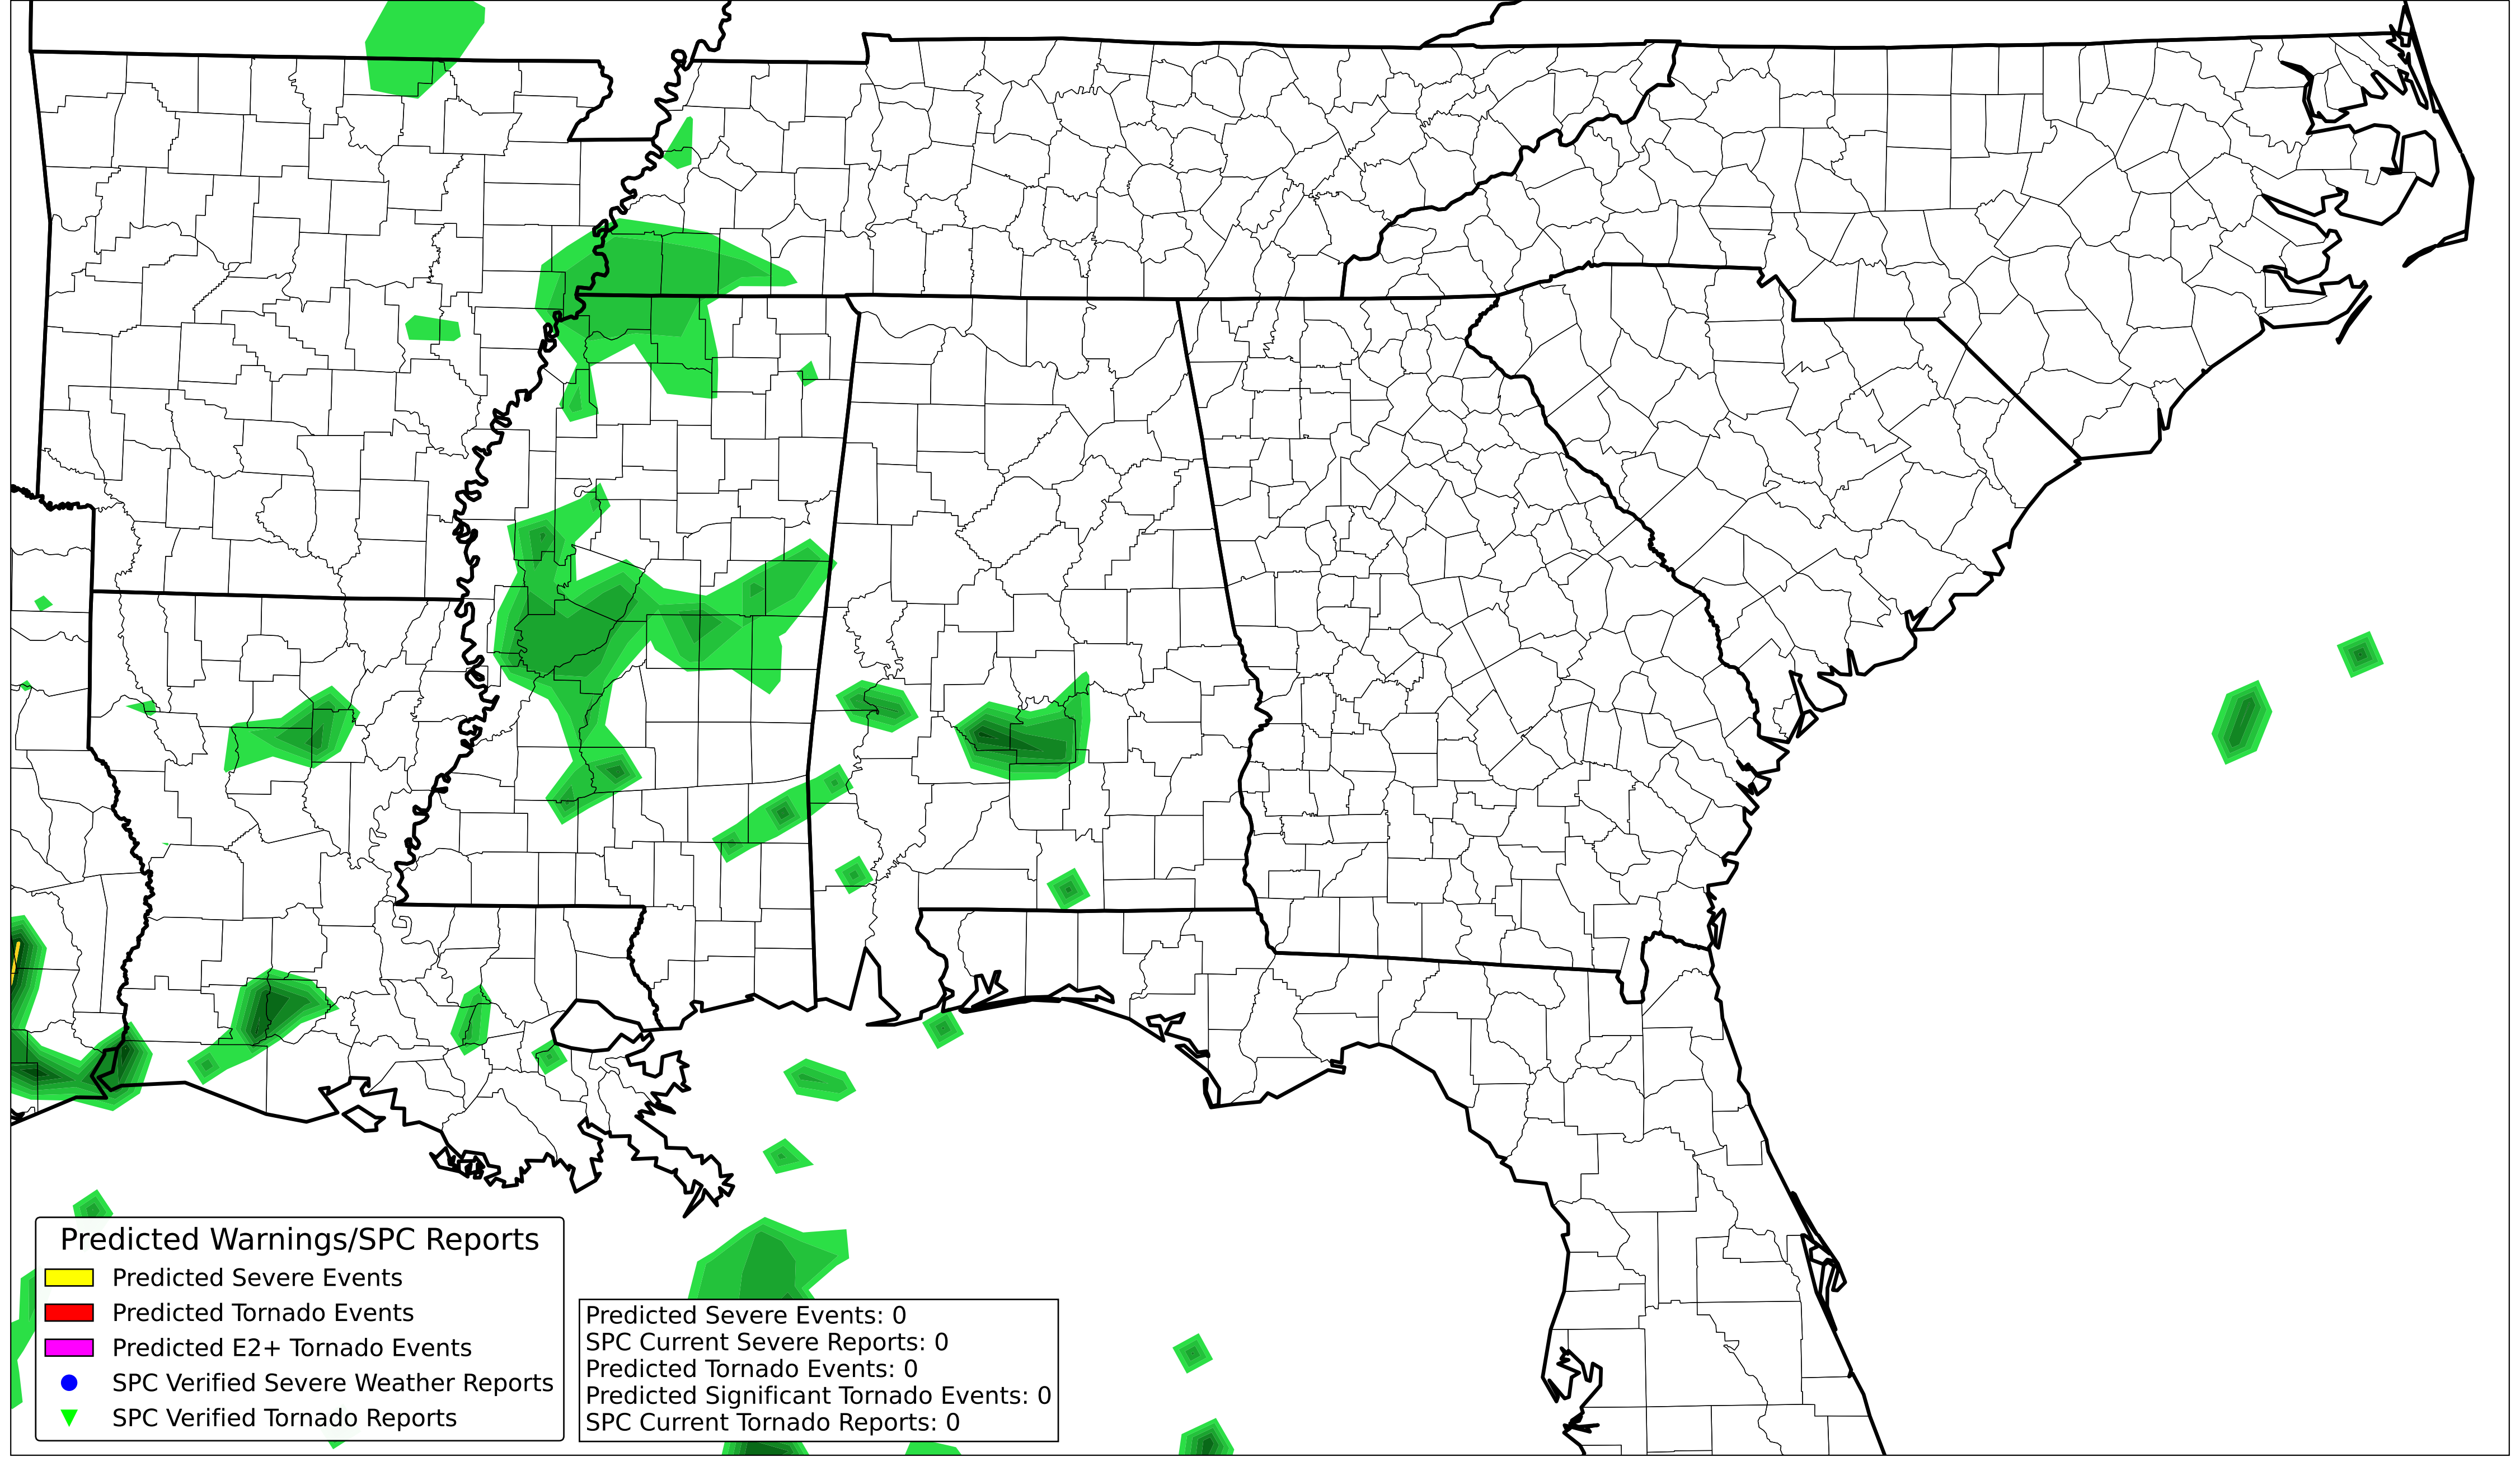 Predicted Warnings/SPC Reports
Predicted Severe Events
Predicted Tornado Events
Predicted E2+ Tornado Events
SPC Verified Severe Weather Reports
SPC Verified Tornado Reports
Predicted Severe Events: 0
SPC Current Severe Reports: 0
Predicted Tornado Events: 0
Predicted Significant Tornado Events: 0
SPC Current Tornado Reports: 0